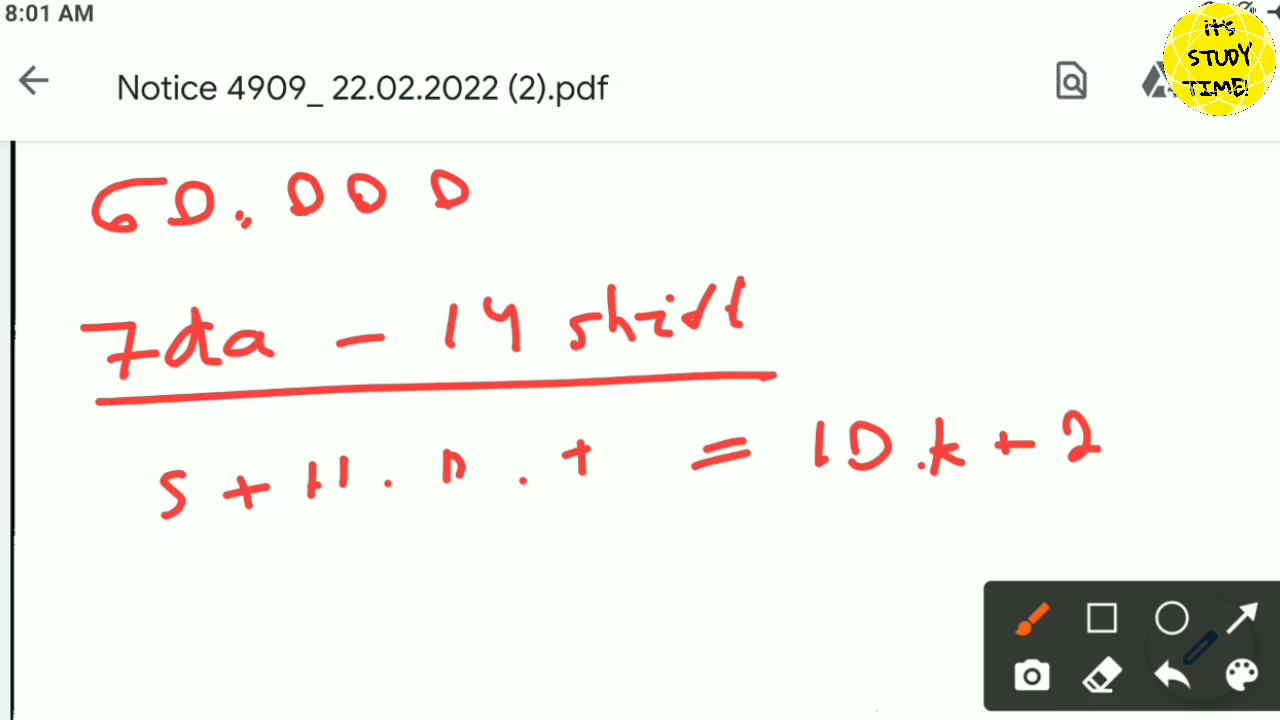 8:01 AM
IT'S
STUDY
TIME!
Notice 4909_ 22.02.2022 (2).pdf
60.000
7da - 14 shift
S + H. n. t = 10.k + 2